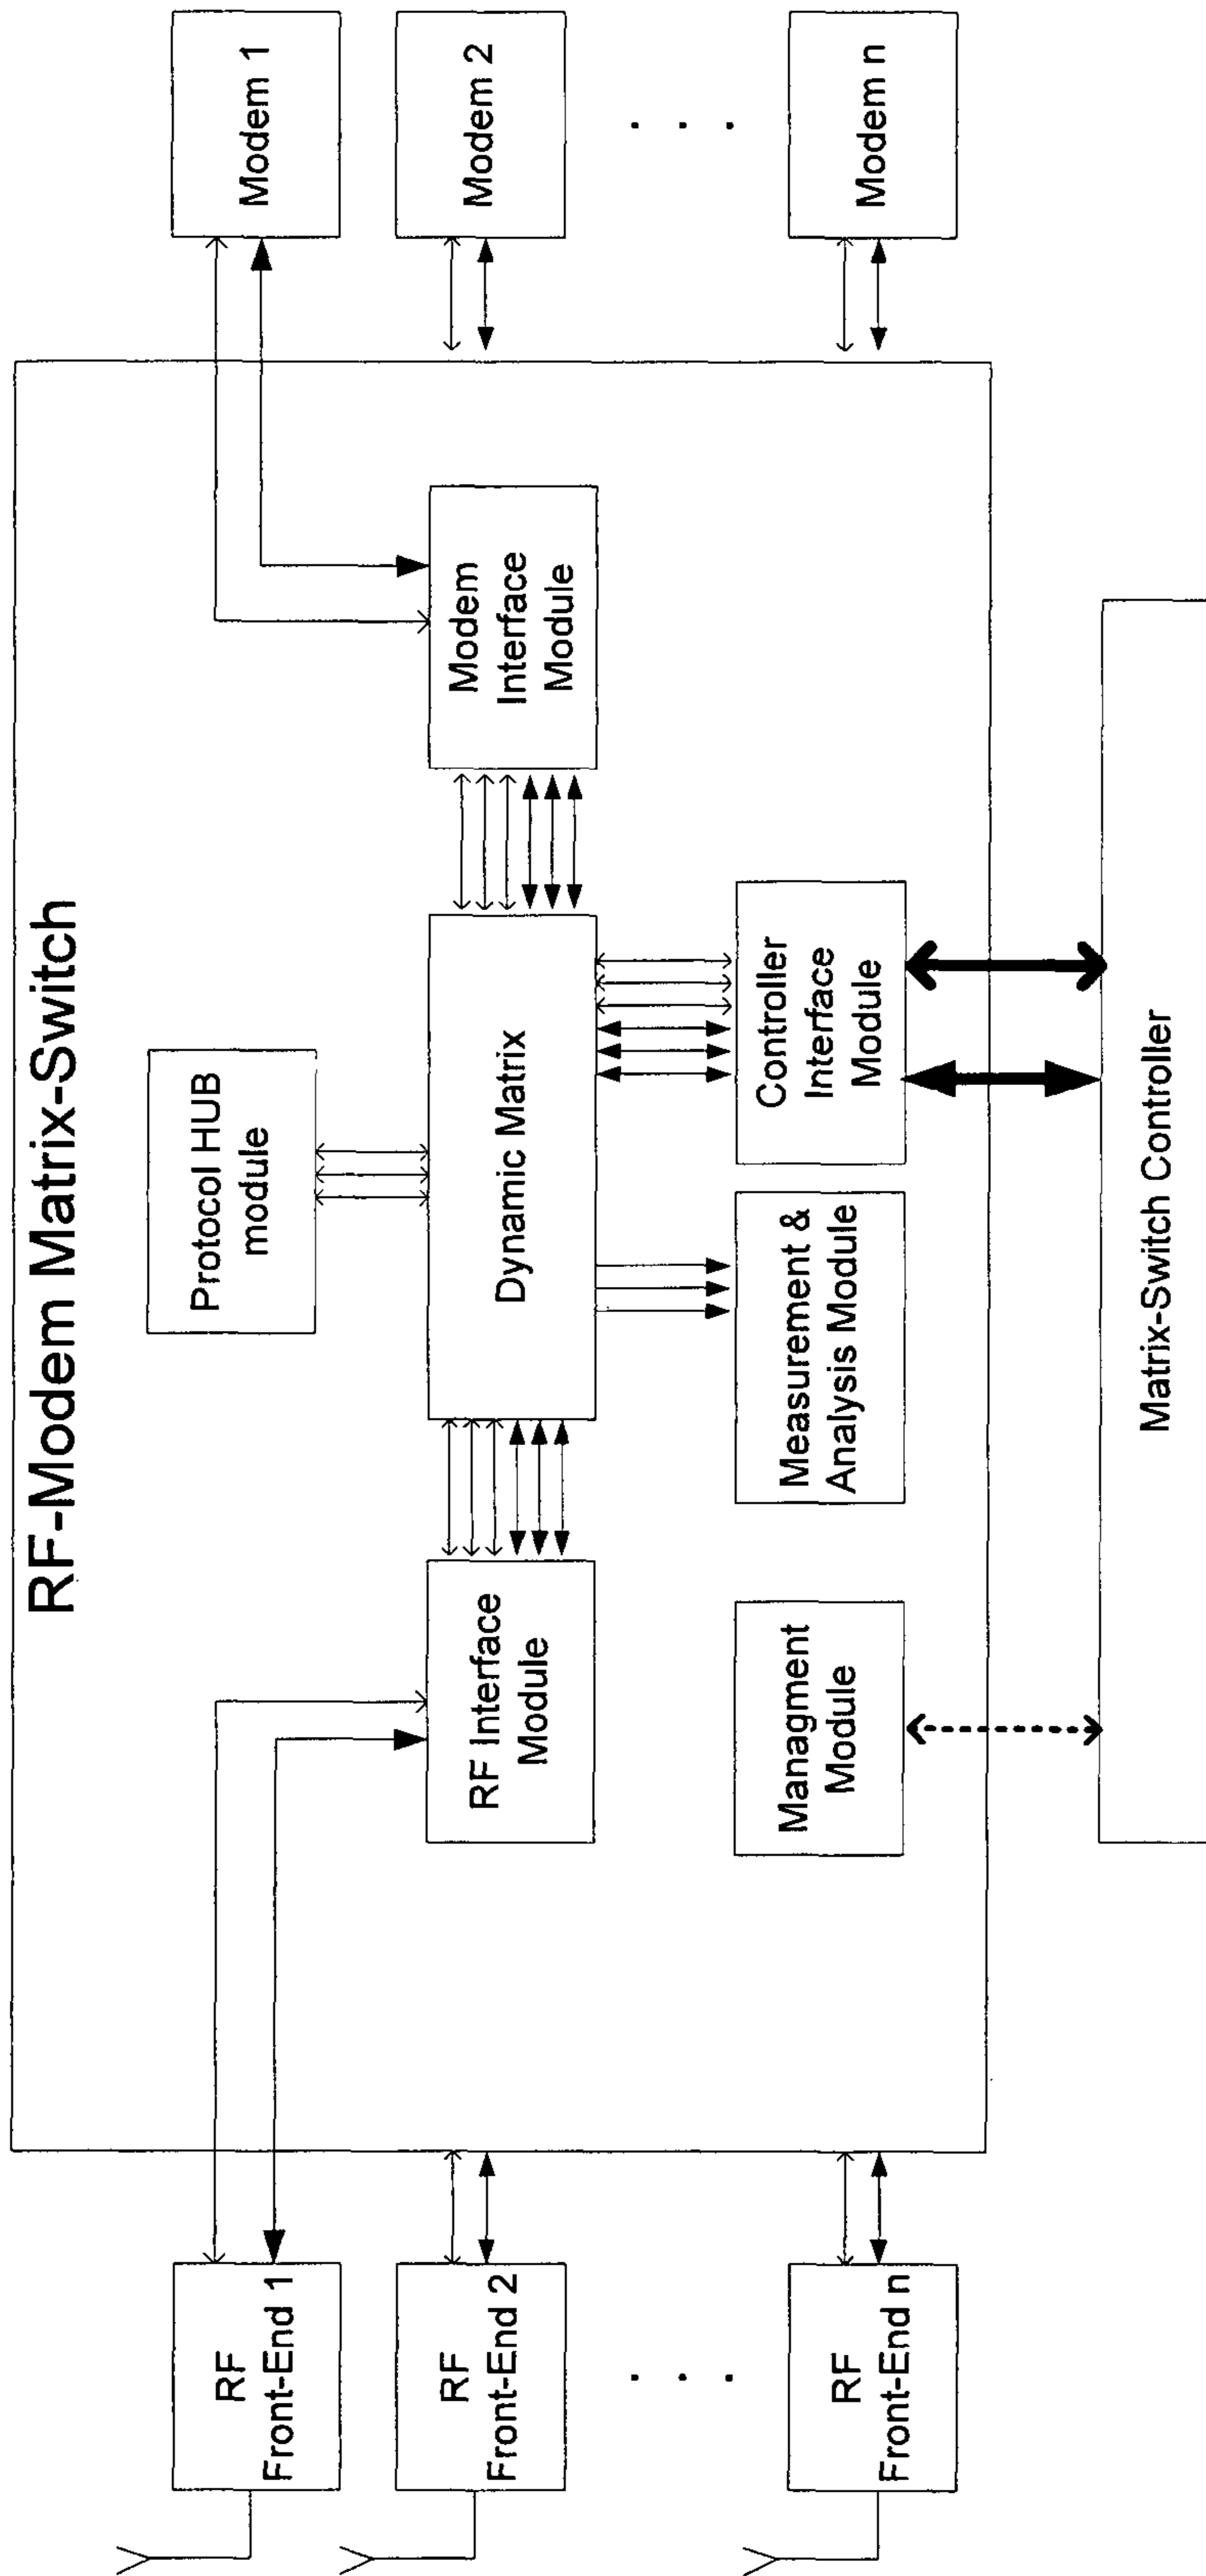 RF-Modem Matrix-Switch
RF
Front-End 1
RF
Front-End 2
. . .
RF
Front-End n
RF Interface
Module
Protocol HUB
module
Dynamic Matrix
Modem
Interface
Module
Managment
Module
Measurement &
Analysis Module
Controller
Interface
Module
Modem 1
Modem 2
. . .
Modem n
Matrix-Switch Controller